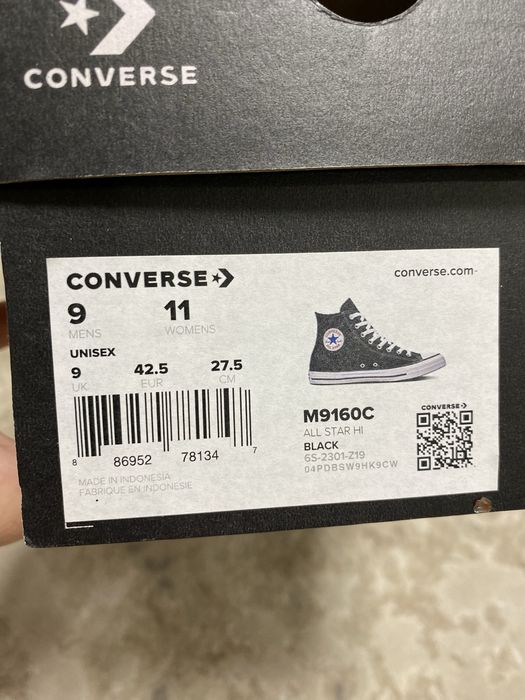 CONVERSE
CONVERSE
converse.com-
9 11
MENS WOMENS
UNISEX
9 42.5 27.5
UK EUR CM
8 86952 78134 7
MADE IN INDONESIA
FABRIQUE EN INDONESIE
M9160C
ALL STAR HI
BLACK
6S-2301-Z19
04PDBSW9HK9CW
CONVERSE